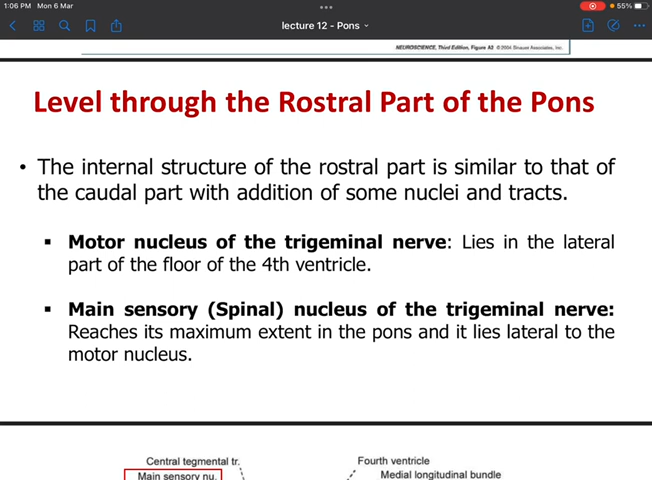 1:06 PM Mon 6 Mar
55%
lecture 12 - Pons
NEUROSCIENCE, Third Edition, Figure A3 ©2004 Sinauer Associates, Inc.
Level through the Rostral Part of the Pons
• The internal structure of the rostral part is similar to that of
the caudal part with addition of some nuclei and tracts.
▪ Motor nucleus of the trigeminal nerve: Lies in the lateral
part of the floor of the 4th ventricle.
▪ Main sensory (Spinal) nucleus of the trigeminal nerve:
Reaches its maximum extent in the pons and it lies lateral to the
motor nucleus.
Central tegmental tr.
Fourth ventricle
Main sensory nu.
Medial longitudinal bundle